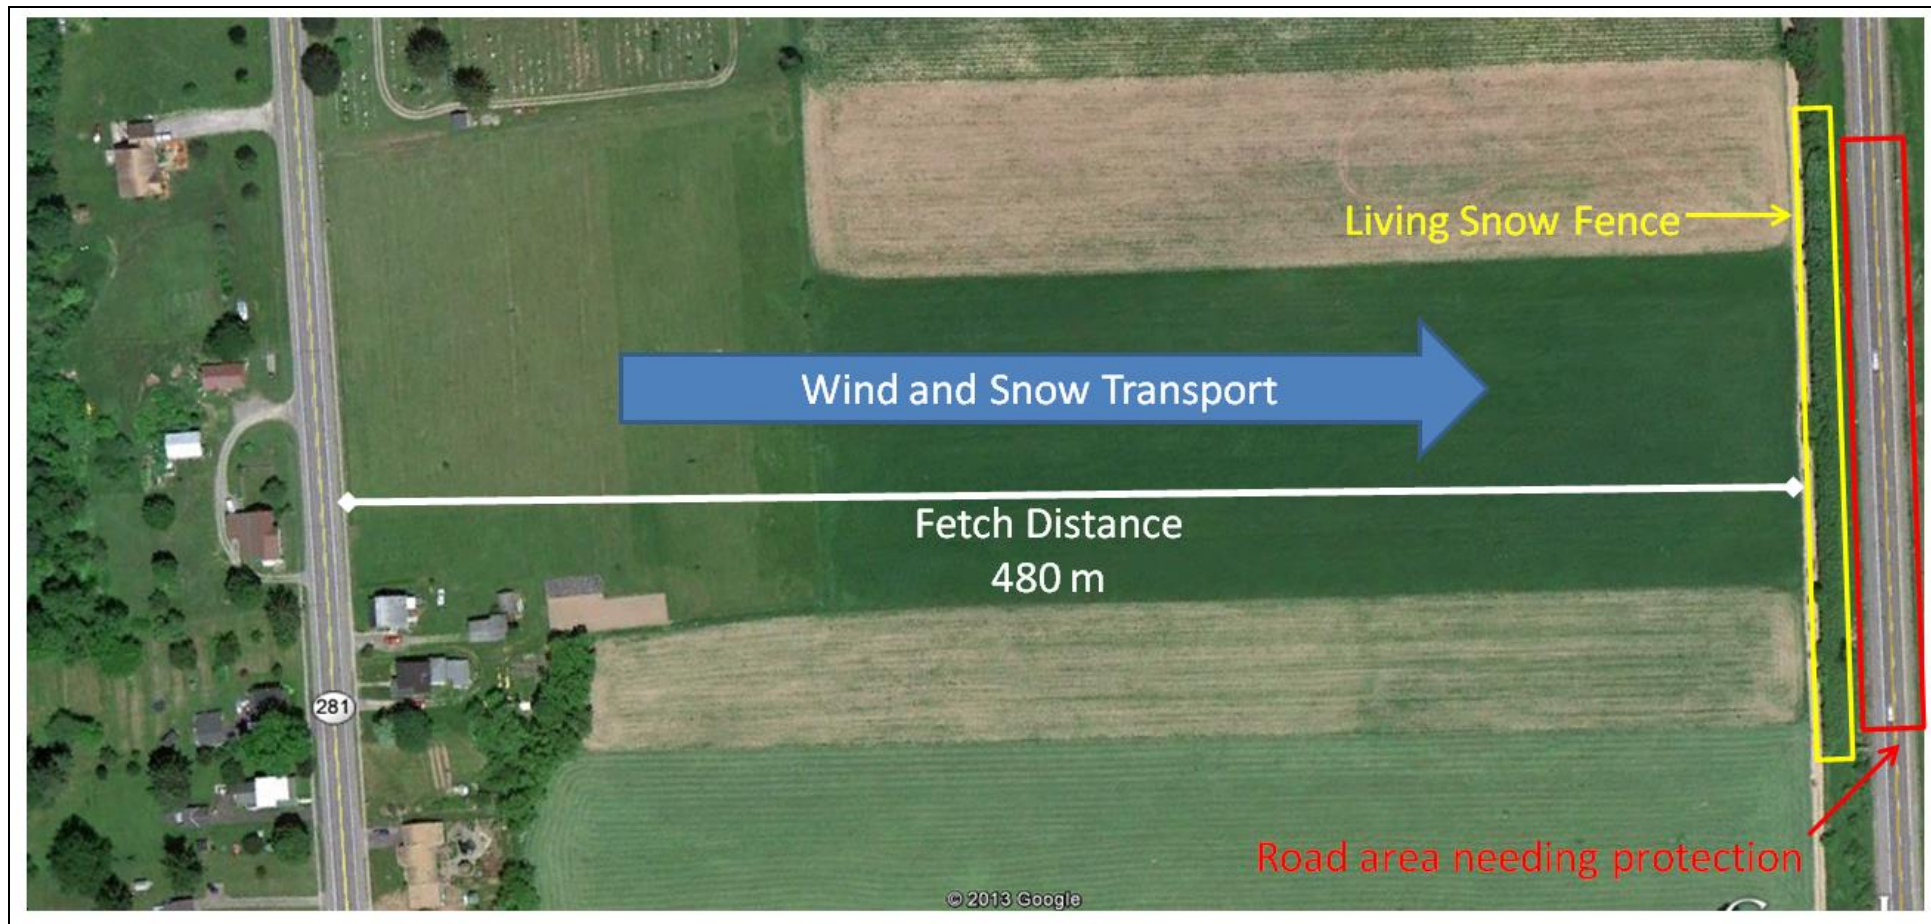 Living Snow Fence
Wind and Snow Transport
Fetch Distance
480 m
281
Road area needing protection
© 2013 Google